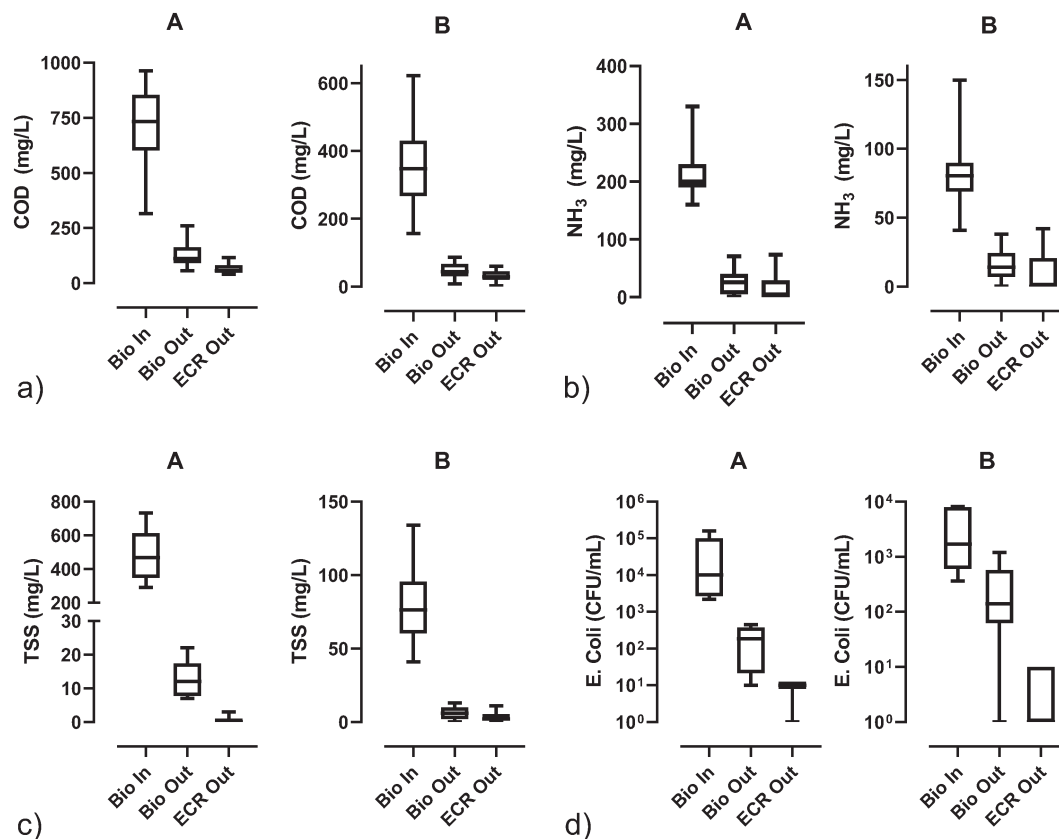 A
COD (mg/L)
1000
750
500
250
0
Bio In
Bio Out
ECR Out
a)
B
COD (mg/L)
600
400
200
0
Bio In
Bio Out
ECR Out
A
NH₃ (mg/L)
400
300
200
100
0
Bio In
Bio Out
ECR Out
b)
B
NH₃ (mg/L)
150
100
50
0
Bio In
Bio Out
ECR Out
A
TSS (mg/L)
800
600
400
200
30
20
10
0
Bio In
Bio Out
ECR Out
c)
B
TSS (mg/L)
150
100
50
0
Bio In
Bio Out
ECR Out
A
E. Coli (CFU/mL)
10⁶
10⁵
10⁴
10³
10²
10¹
10⁰
Bio In
Bio Out
ECR Out
d)
B
E. Coli (CFU/mL)
10⁴
10³
10²
10¹
10⁰
Bio In
Bio Out
ECR Out